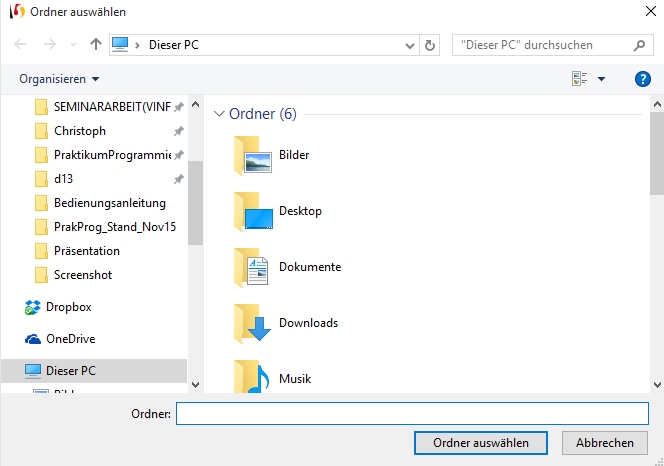 Ordner auswählen
Dieser PC
"Dieser PC" durchsuchen
Organisieren
?
SEMINARARBEIT(VINF
Christoph
PraktikumProgrammie
d13
Bedienungsanleitung
PrakProg_Stand_Nov15
Präsentation
Screenshot
Dropbox
OneDrive
Dieser PC
Ordner (6)
Bilder
Desktop
Dokumente
Downloads
Musik
Ordner:
Ordner auswählen
Abbrechen